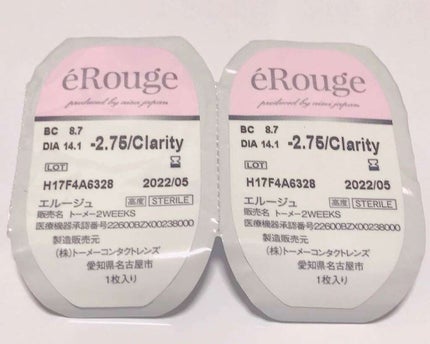 éRouge
produced by aisei japan
BC 8.7
DIA 14.1 -2.75/Clarity
LOT
H17F4A6328 2022/05
エルージュ 高度 STERILE
販売名 トーメー2WEEKS
医療機器承認番号22600BZX00238000
製造販売元
(株)トーメーコンタクトレンズ
愛知県名古屋市
1枚入り
éRouge
produced by aisei japan
BC 8.7
DIA 14.1 -2.75/Clarity
LOT
H17F4A6328 2022/05
エルージュ 高度 STERILE
販売名 トーメー2WEEKS
医療機器承認番号22600BZX00238000
製造販売元
(株)トーメーコンタクトレンズ
愛知県名古屋市
1枚入り